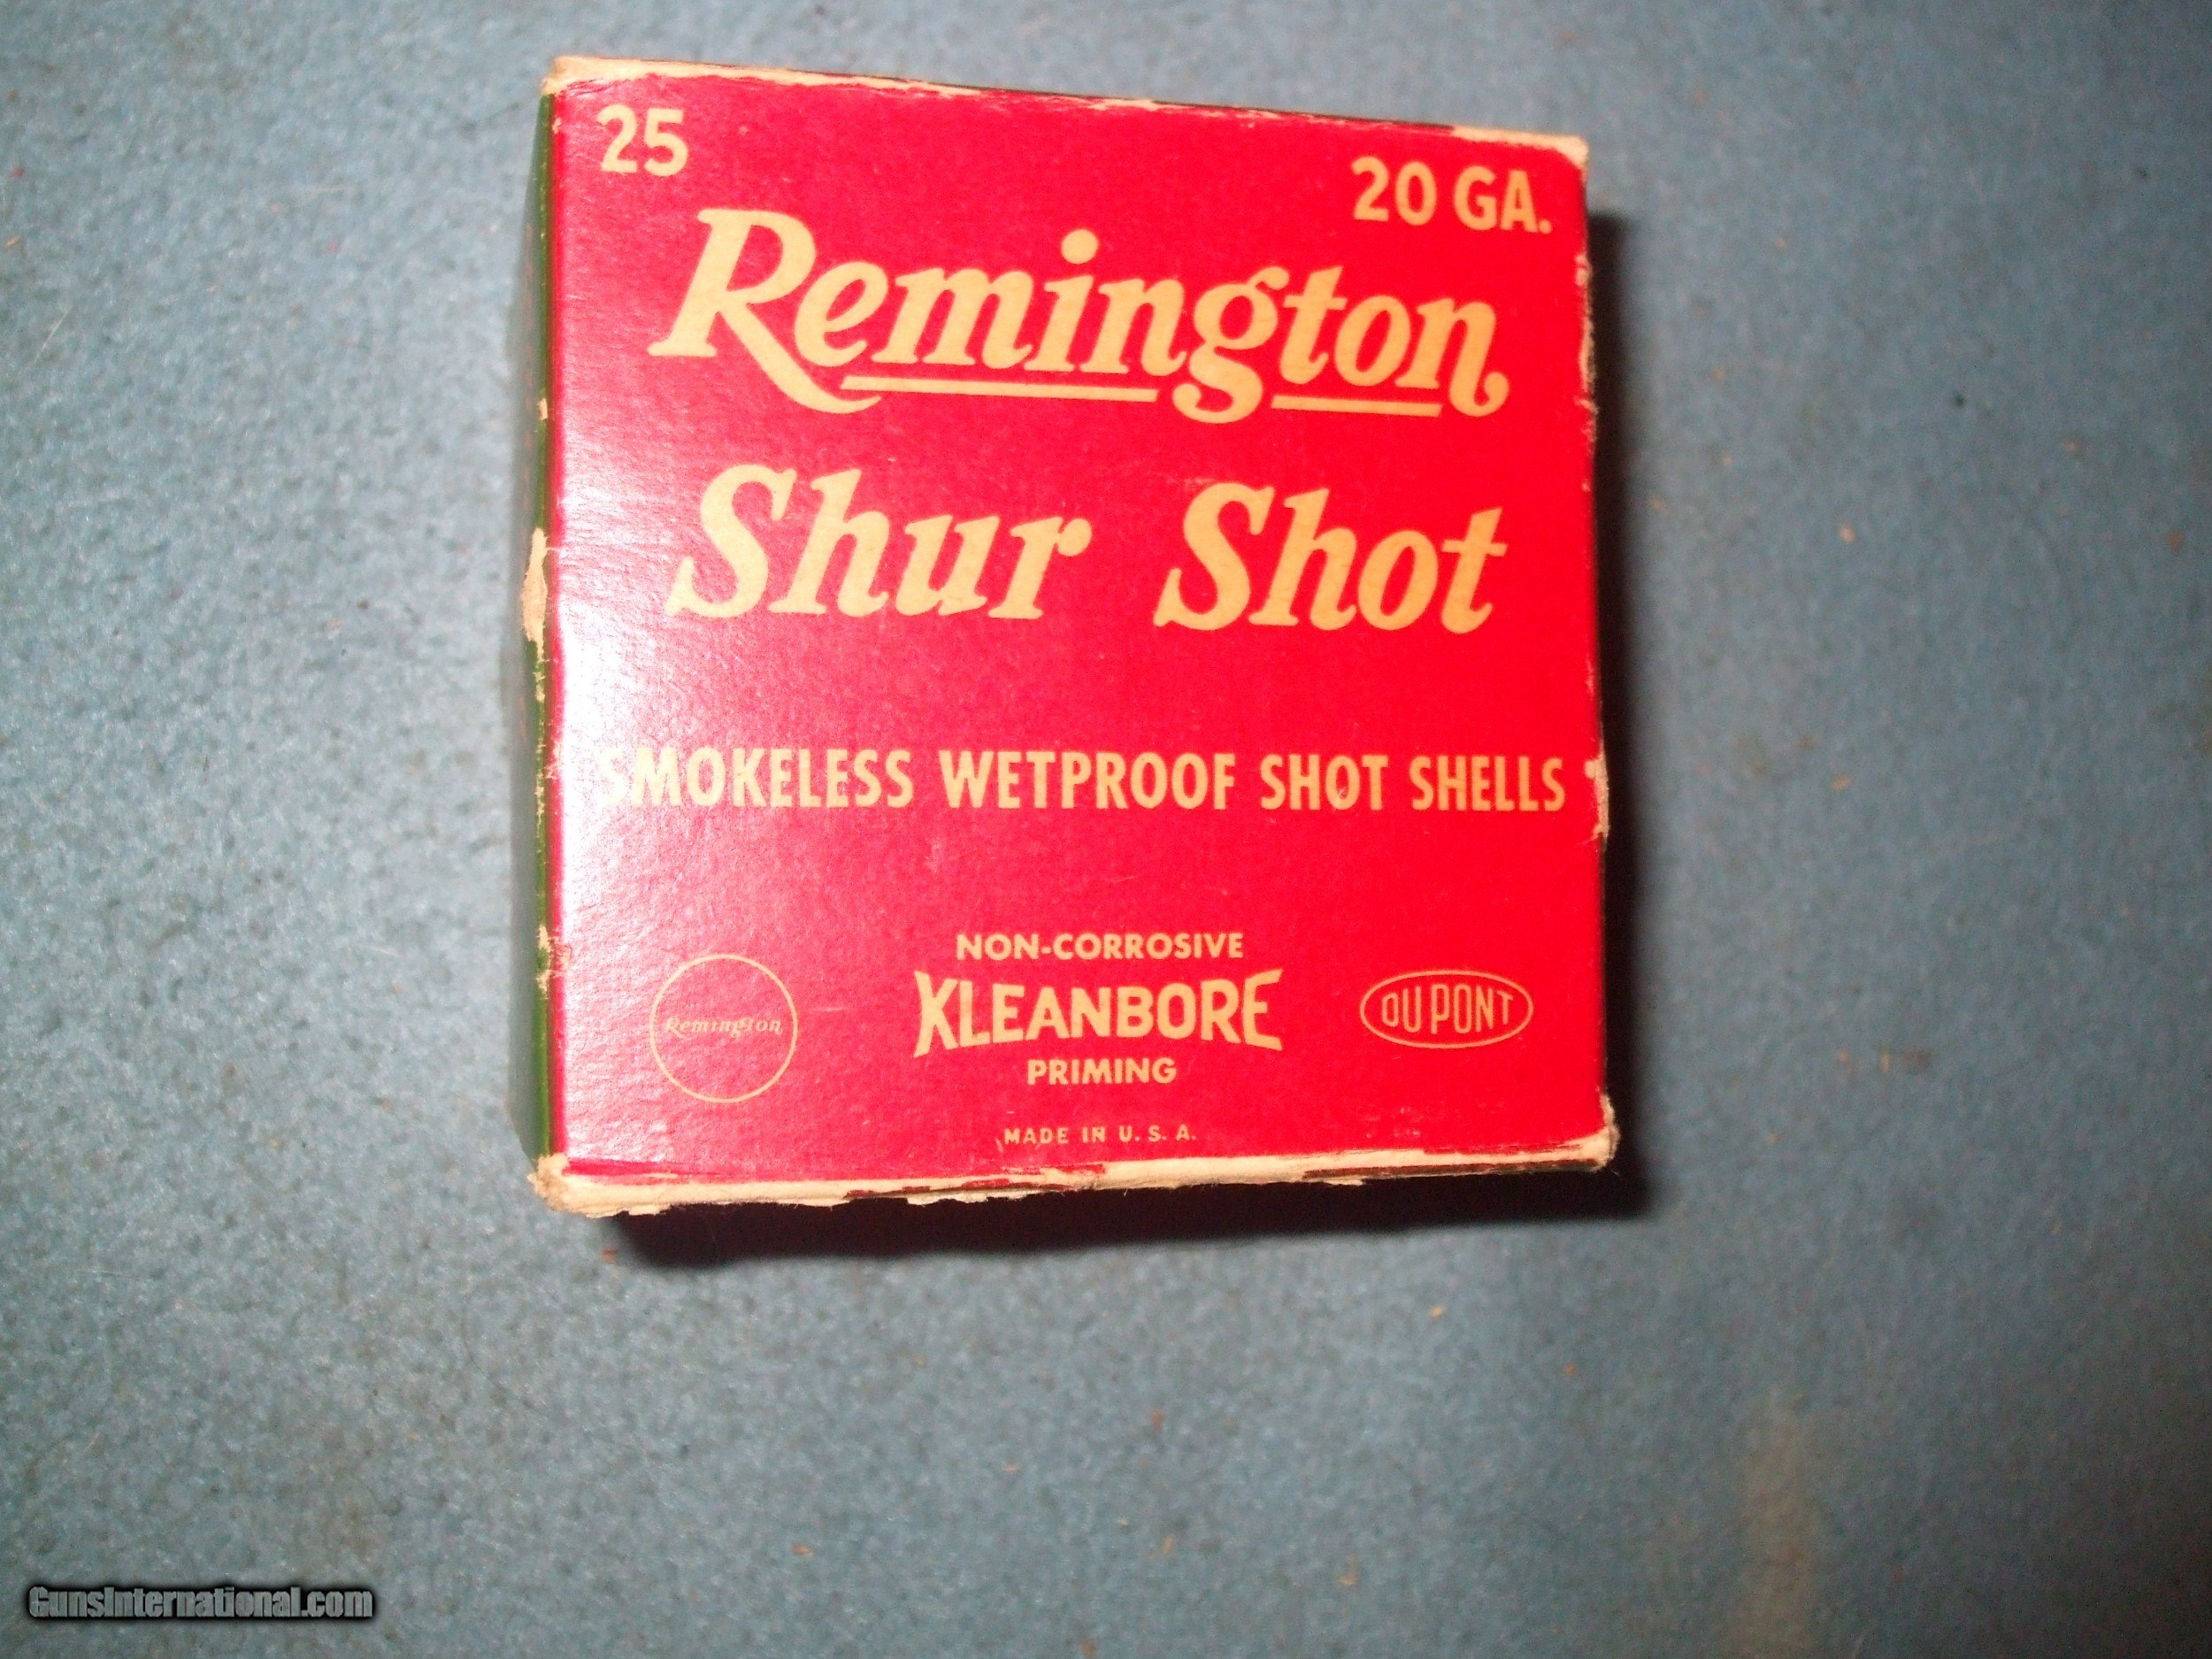 25
20 GA.
Remington
Shur Shot
SMOKELESS WETPROOF SHOT SHELLS
NON-CORROSIVE
KLEANBORE
PRIMING
Remington
DU PONT
MADE IN U. S. A.
GunsInternational.com